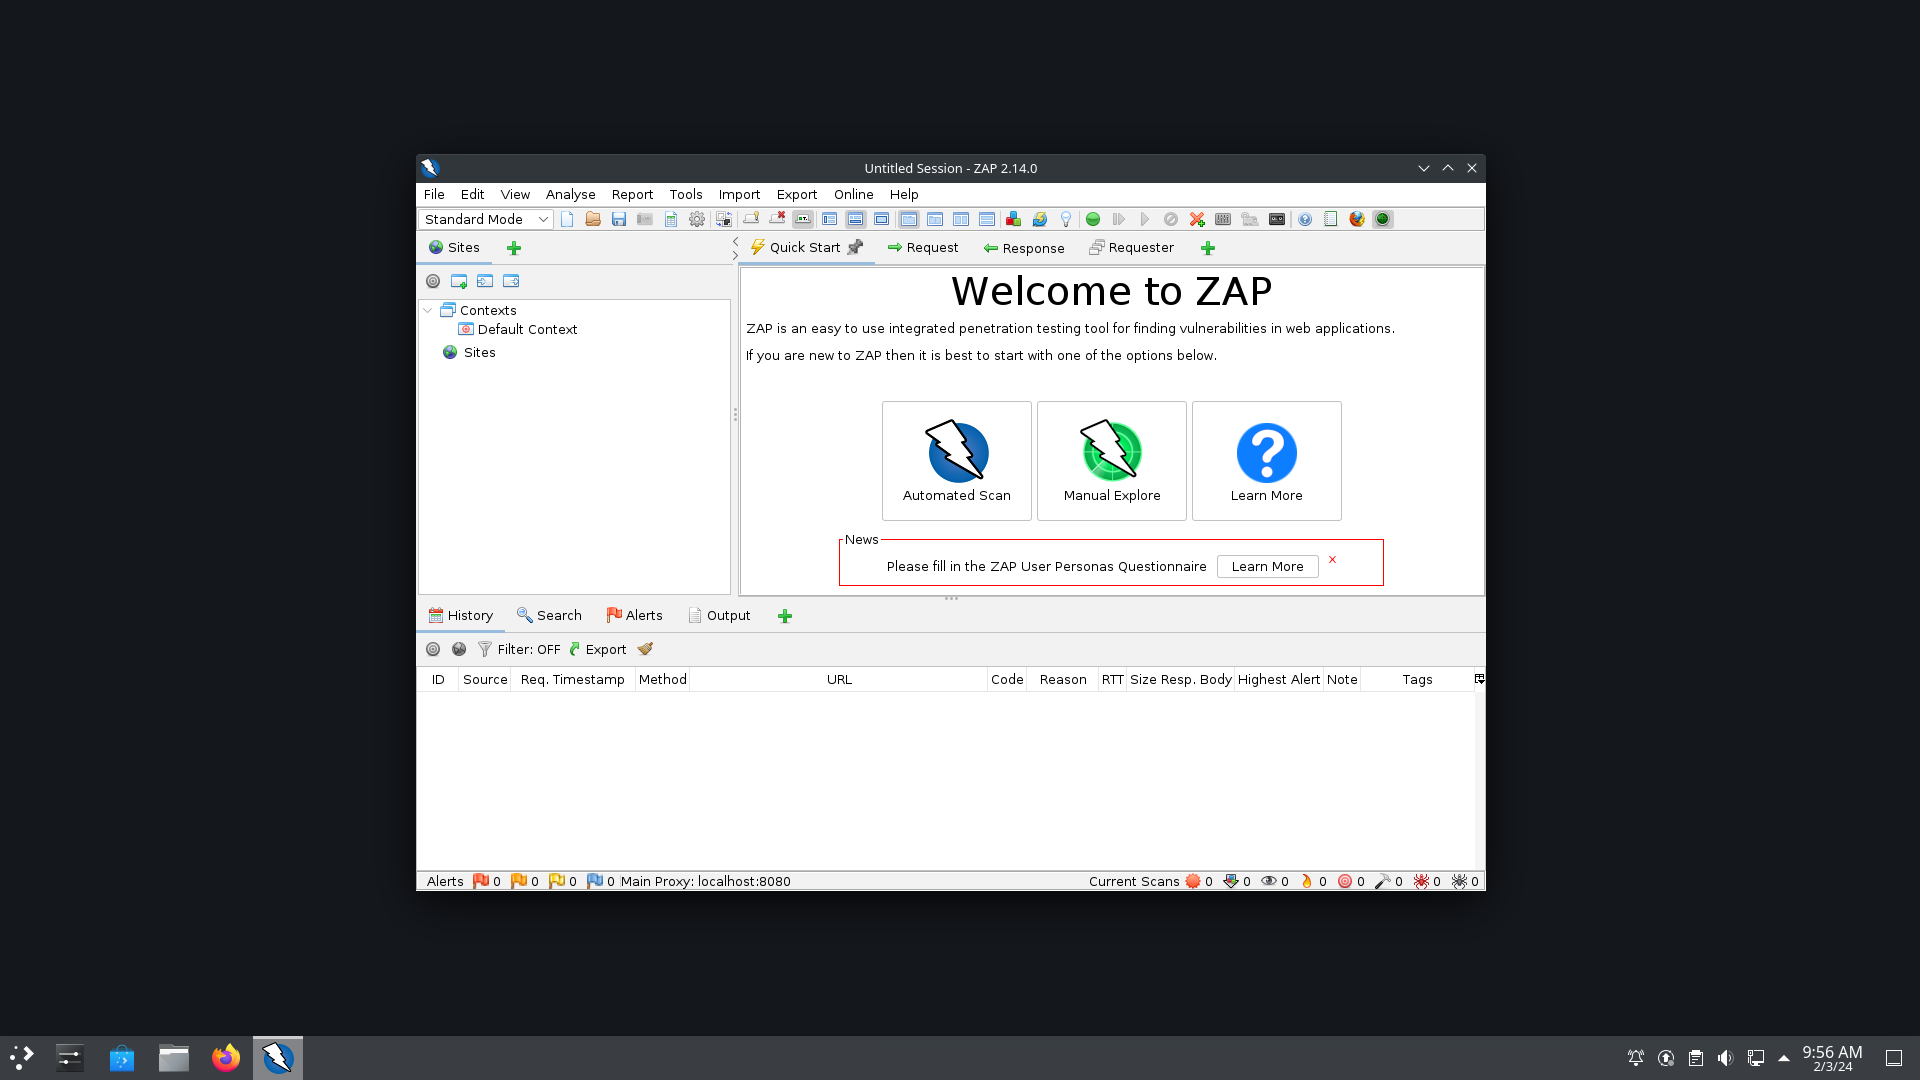 Untitled Session - ZAP 2.14.0
File Edit View Analyse Report Tools Import Export Online Help
Standard Mode
Sites
Quick Start Request Response Requester
Contexts
Default Context
Sites
Welcome to ZAP
ZAP is an easy to use integrated penetration testing tool for finding vulnerabilities in web applications.
If you are new to ZAP then it is best to start with one of the options below.
Automated Scan Manual Explore Learn More
News
Please fill in the ZAP User Personas Questionnaire Learn More X
History Search Alerts Output
Filter: OFF Export
ID Source Req. Timestamp Method URL Code Reason RTT Size Resp. Body Highest Alert Note Tags
Alerts 0 0 0 0 Main Proxy: localhost:8080 Current Scans 0 0 0 0 0 0 0 0
9:56 AM
2/3/24